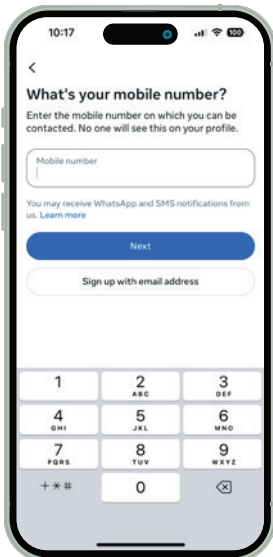 10:17
100
What's your mobile number?
Enter the mobile number on which you can be
contacted. No one will see this on your profile.
Mobile number
You may receive WhatsApp and SMS notifications from
us. Learn more
Next
Sign up with email address
1 2 3
ABC DEF
4 5 6
GHI JKL MNO
7 8 9
PQRS TUV WXYZ
+ * # 0